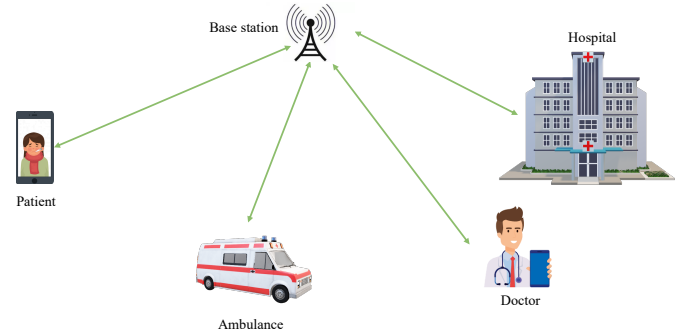 Base station
Hospital
Patient
Doctor
Ambulance